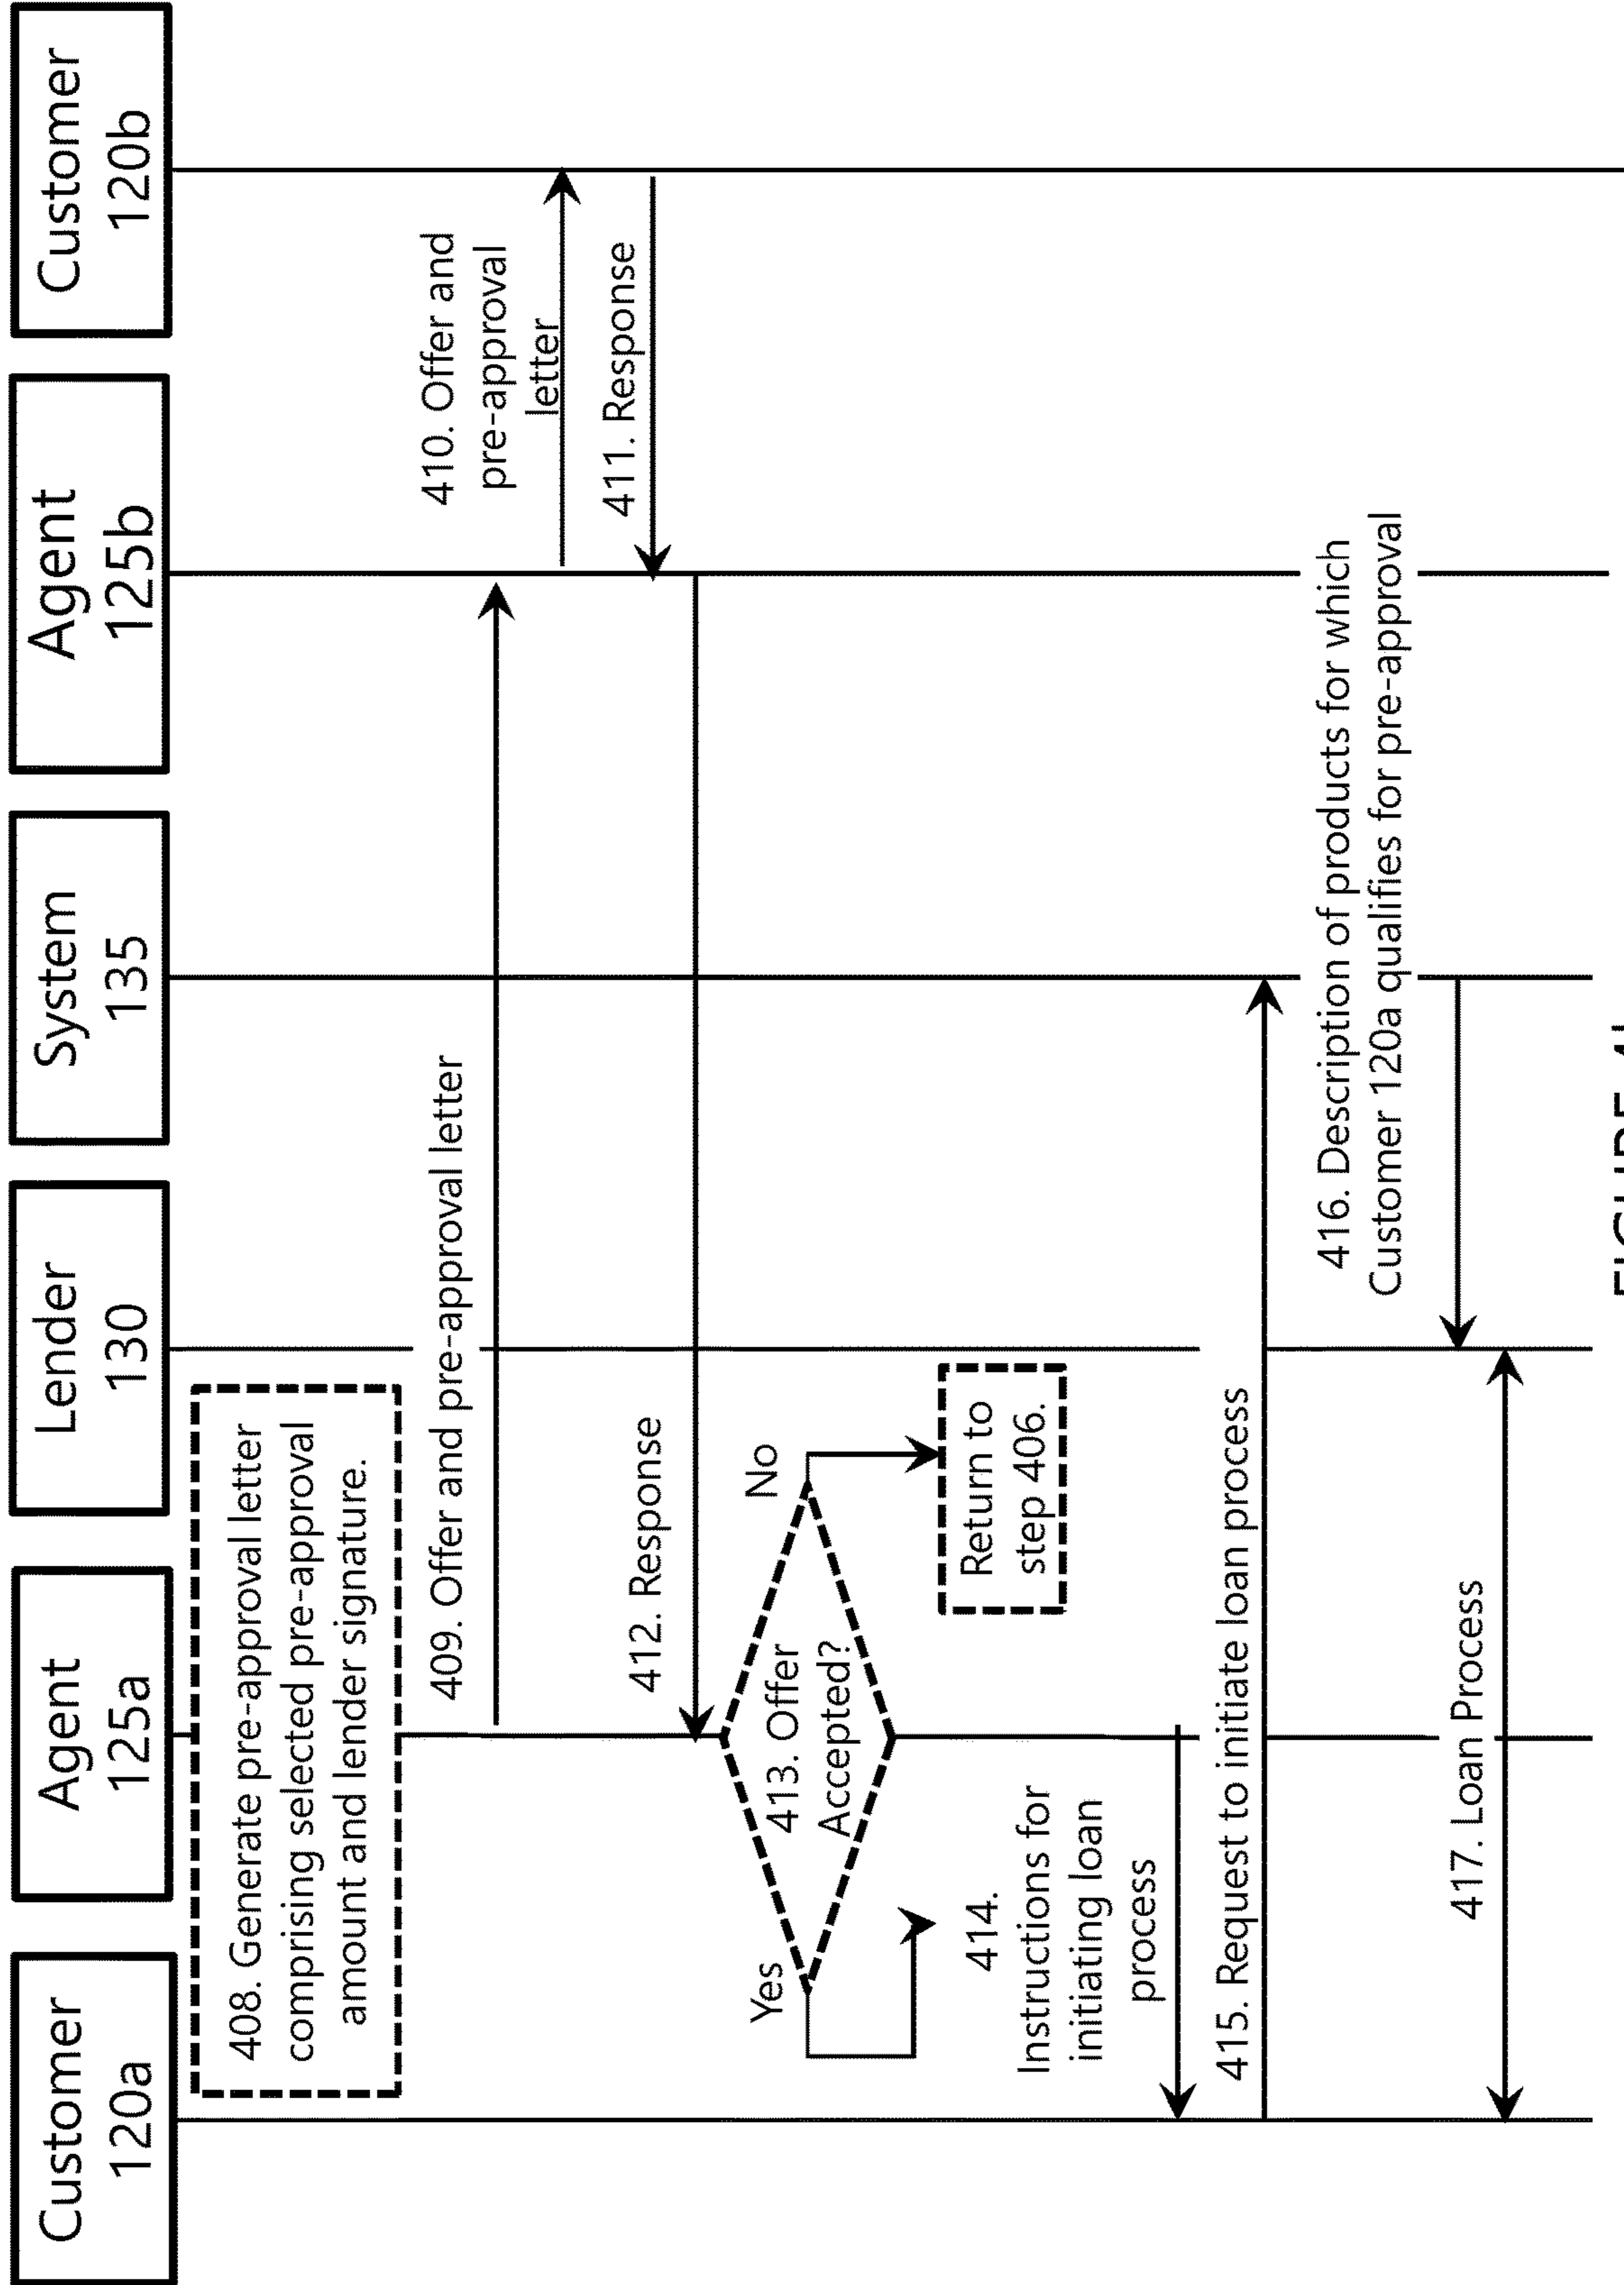 Customer
120a
Agent
125a
Lender
130
System
135
Agent
125b
Customer
120b
408. Generate pre-approval letter
comprising selected pre-approval
amount and lender signature.
409. Offer and pre-approval letter
410. Offer and
pre-approval
letter
411. Response
412. Response
413. Offer
Accepted?
Yes
No
Return to
step 406.
414.
Instructions for
initiating loan
process
415. Request to initiate loan process
416. Description of products for which
Customer 120a qualifies for pre-approval
417. Loan Process